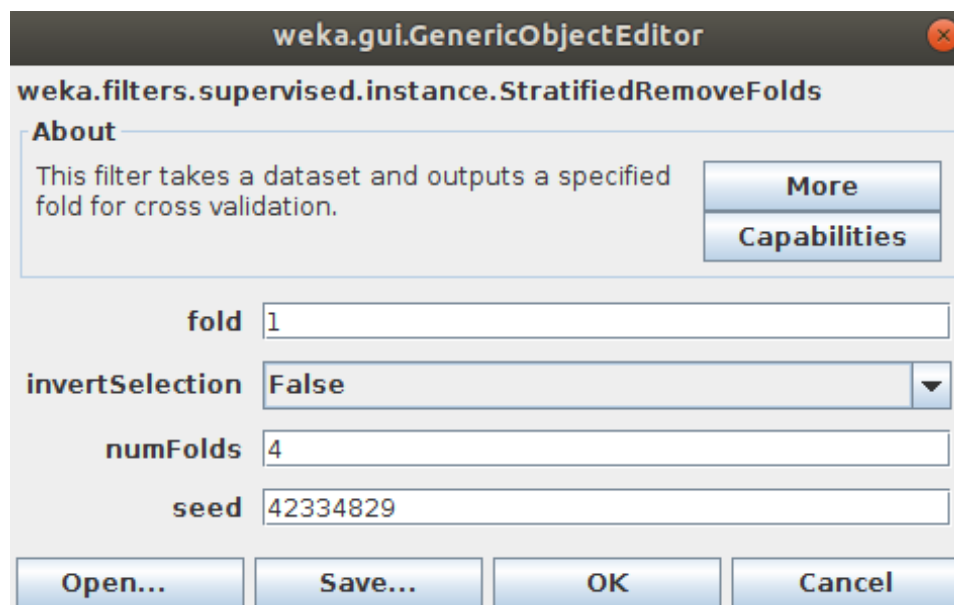 weka.gui.GenericObjectEditor
weka.filters.supervised.instance.StratifiedRemoveFolds
About
This filter takes a dataset and outputs a specified
fold for cross validation.
More
Capabilities
fold 1
invertSelection False
numFolds 4
seed 42334829
Open... Save... OK Cancel